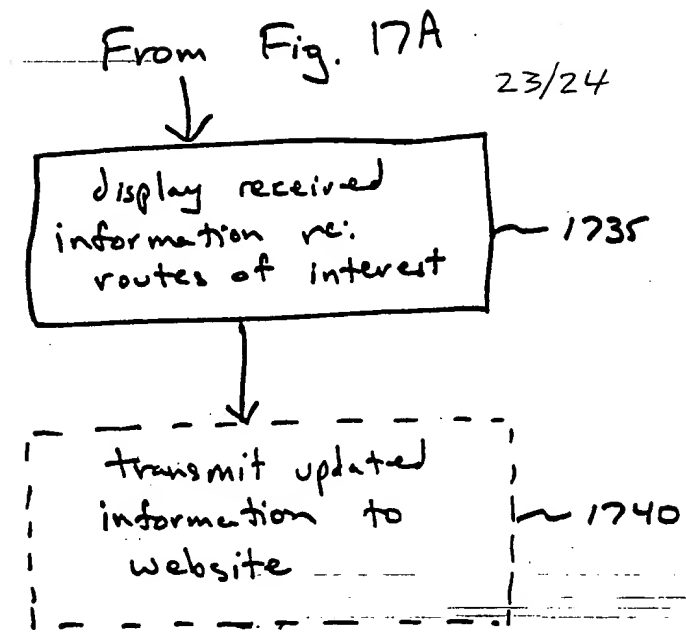 From Fig. 17A
23/24
display received
information re:
routes of interest
1735
transmit updated
information to
website
1740